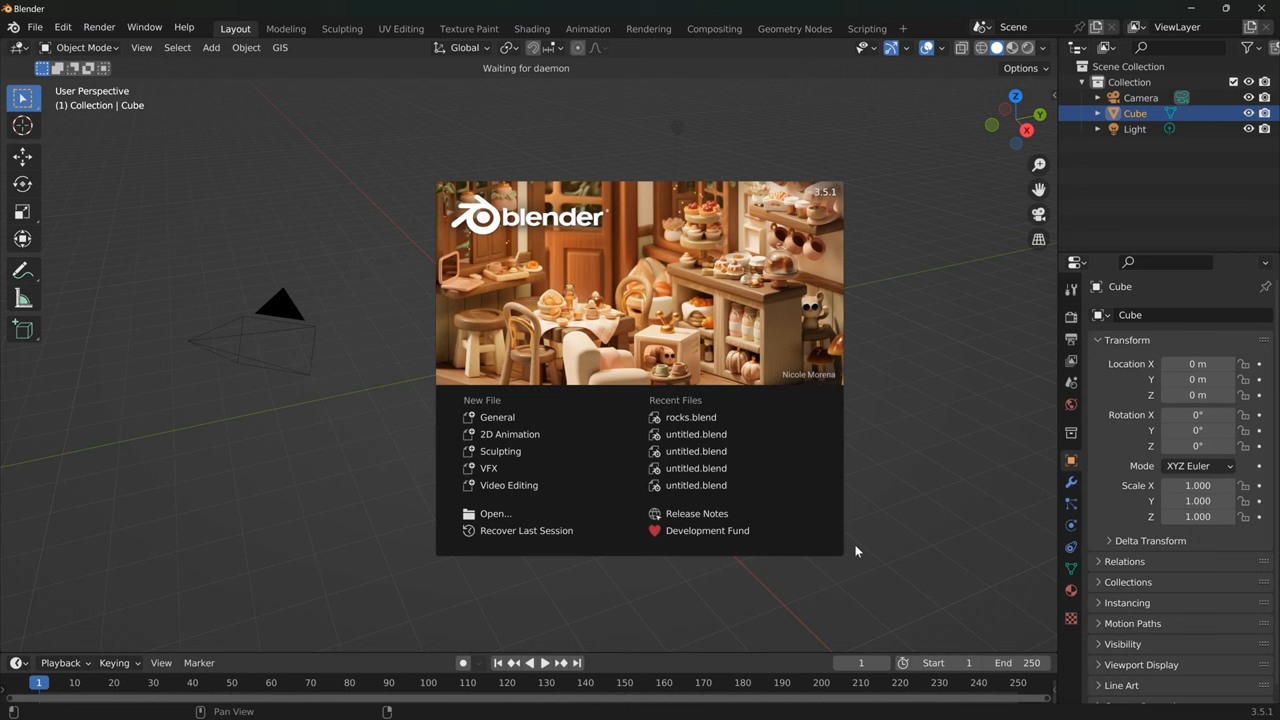 Blender
File Edit Render Window Help Layout Modeling Sculpting UV Editing Texture Paint Shading Animation Rendering Compositing Geometry Nodes Scripting + Scene ViewLayer
Object Mode View Select Add Object GIS Global
Waiting for daemon Options
User Perspective
(1) Collection | Cube
Scene Collection
Collection
Camera
Cube
Light
Z
Y
X
3.5.1
blender
Nicole Morena
New File
General
2D Animation
Sculpting
VFX
Video Editing
Open...
Recover Last Session
Recent Files
rocks.blend
untitled.blend
untitled.blend
untitled.blend
untitled.blend
Release Notes
Development Fund
Cube
Cube
Transform
Location X 0 m
Y 0 m
Z 0 m
Rotation X 0°
Y 0°
Z 0°
Mode XYZ Euler
Scale X 1.000
Y 1.000
Z 1.000
Delta Transform
Relations
Collections
Instancing
Motion Paths
Visibility
Viewport Display
Line Art
Playback Keying View Marker 1 Start 1 End 250
1 10 20 30 40 50 60 70 80 90 100 110 120 130 140 150 160 170 180 190 200 210 220 230 240 250
Pan View 3.5.1